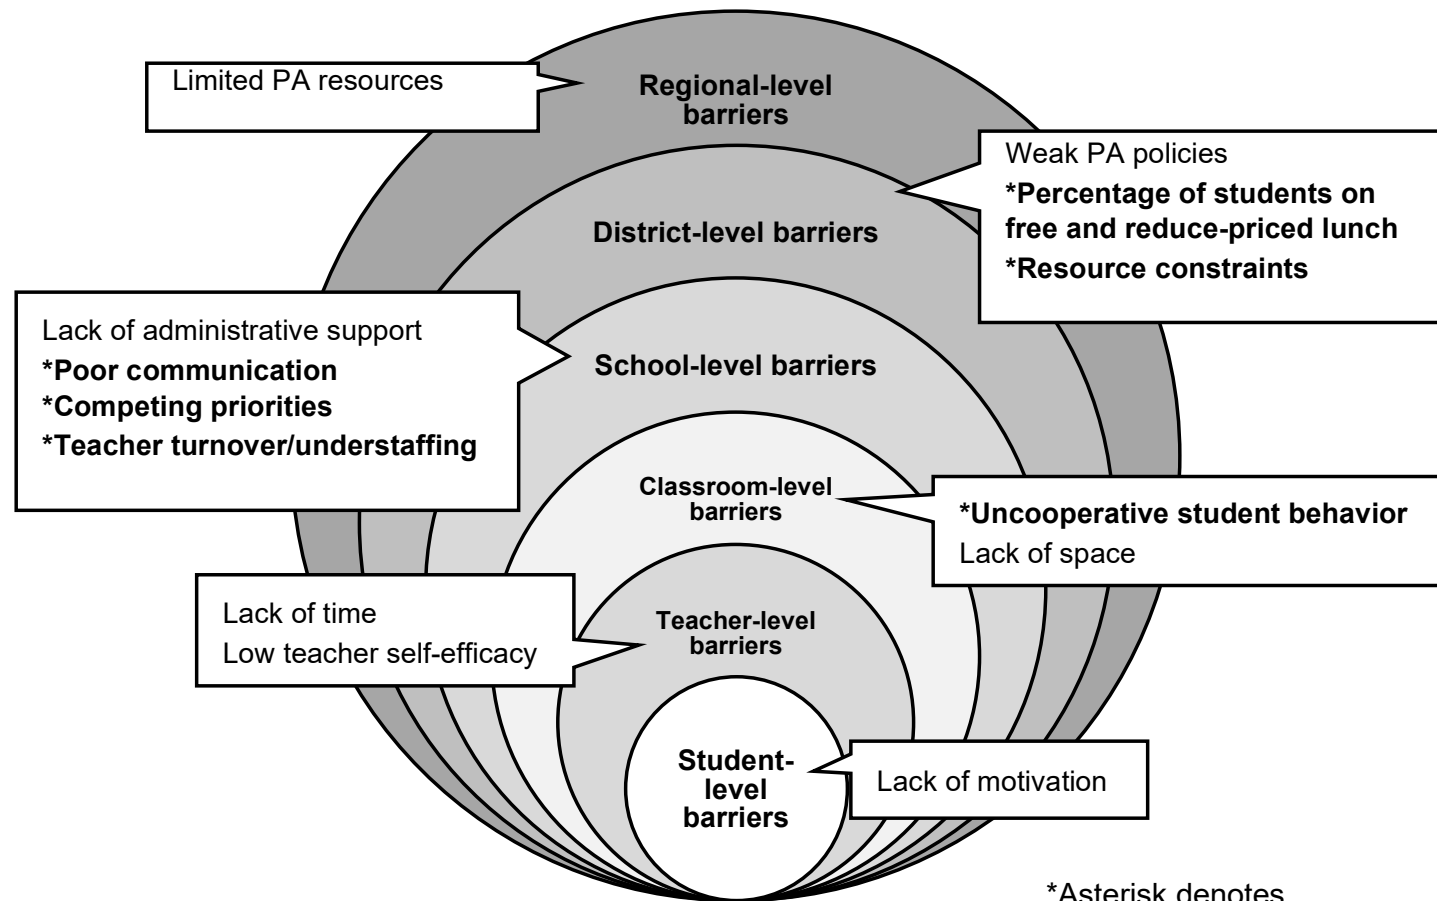 Limited PA resources
Regional-level
barriers
Weak PA policies
*Percentage of students on
free and reduce-priced lunch
*Resource constraints
District-level barriers
Lack of administrative support
*Poor communication
*Competing priorities
*Teacher turnover/understaffing
School-level barriers
Classroom-level
barriers
*Uncooperative student behavior
Lack of space
Lack of time
Low teacher self-efficacy
Teacher-level
barriers
Student-
level
barriers
Lack of motivation
*Asterisk denotes